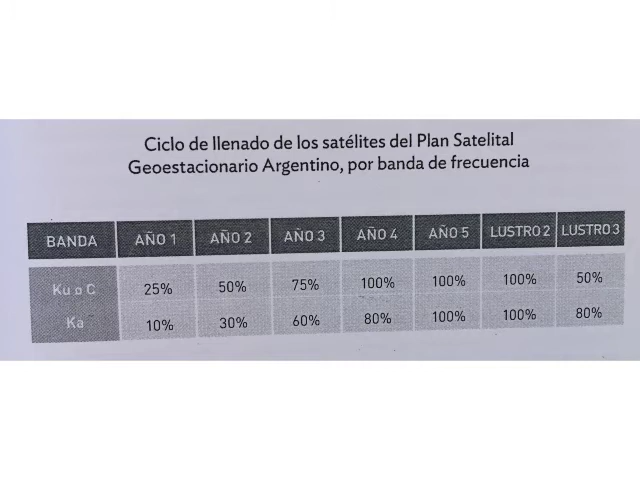 Ciclo de llenado de los satélites del Plan Satelital
Geoestacionario Argentino, por banda de frecuencia
BANDA AÑO 1 AÑO 2 AÑO 3 AÑO 4 AÑO 5 LUSTRO 2 LUSTRO 3
Ku o C 25% 50% 75% 100% 100% 100% 50%
Ka 10% 30% 60% 80% 100% 100% 80%